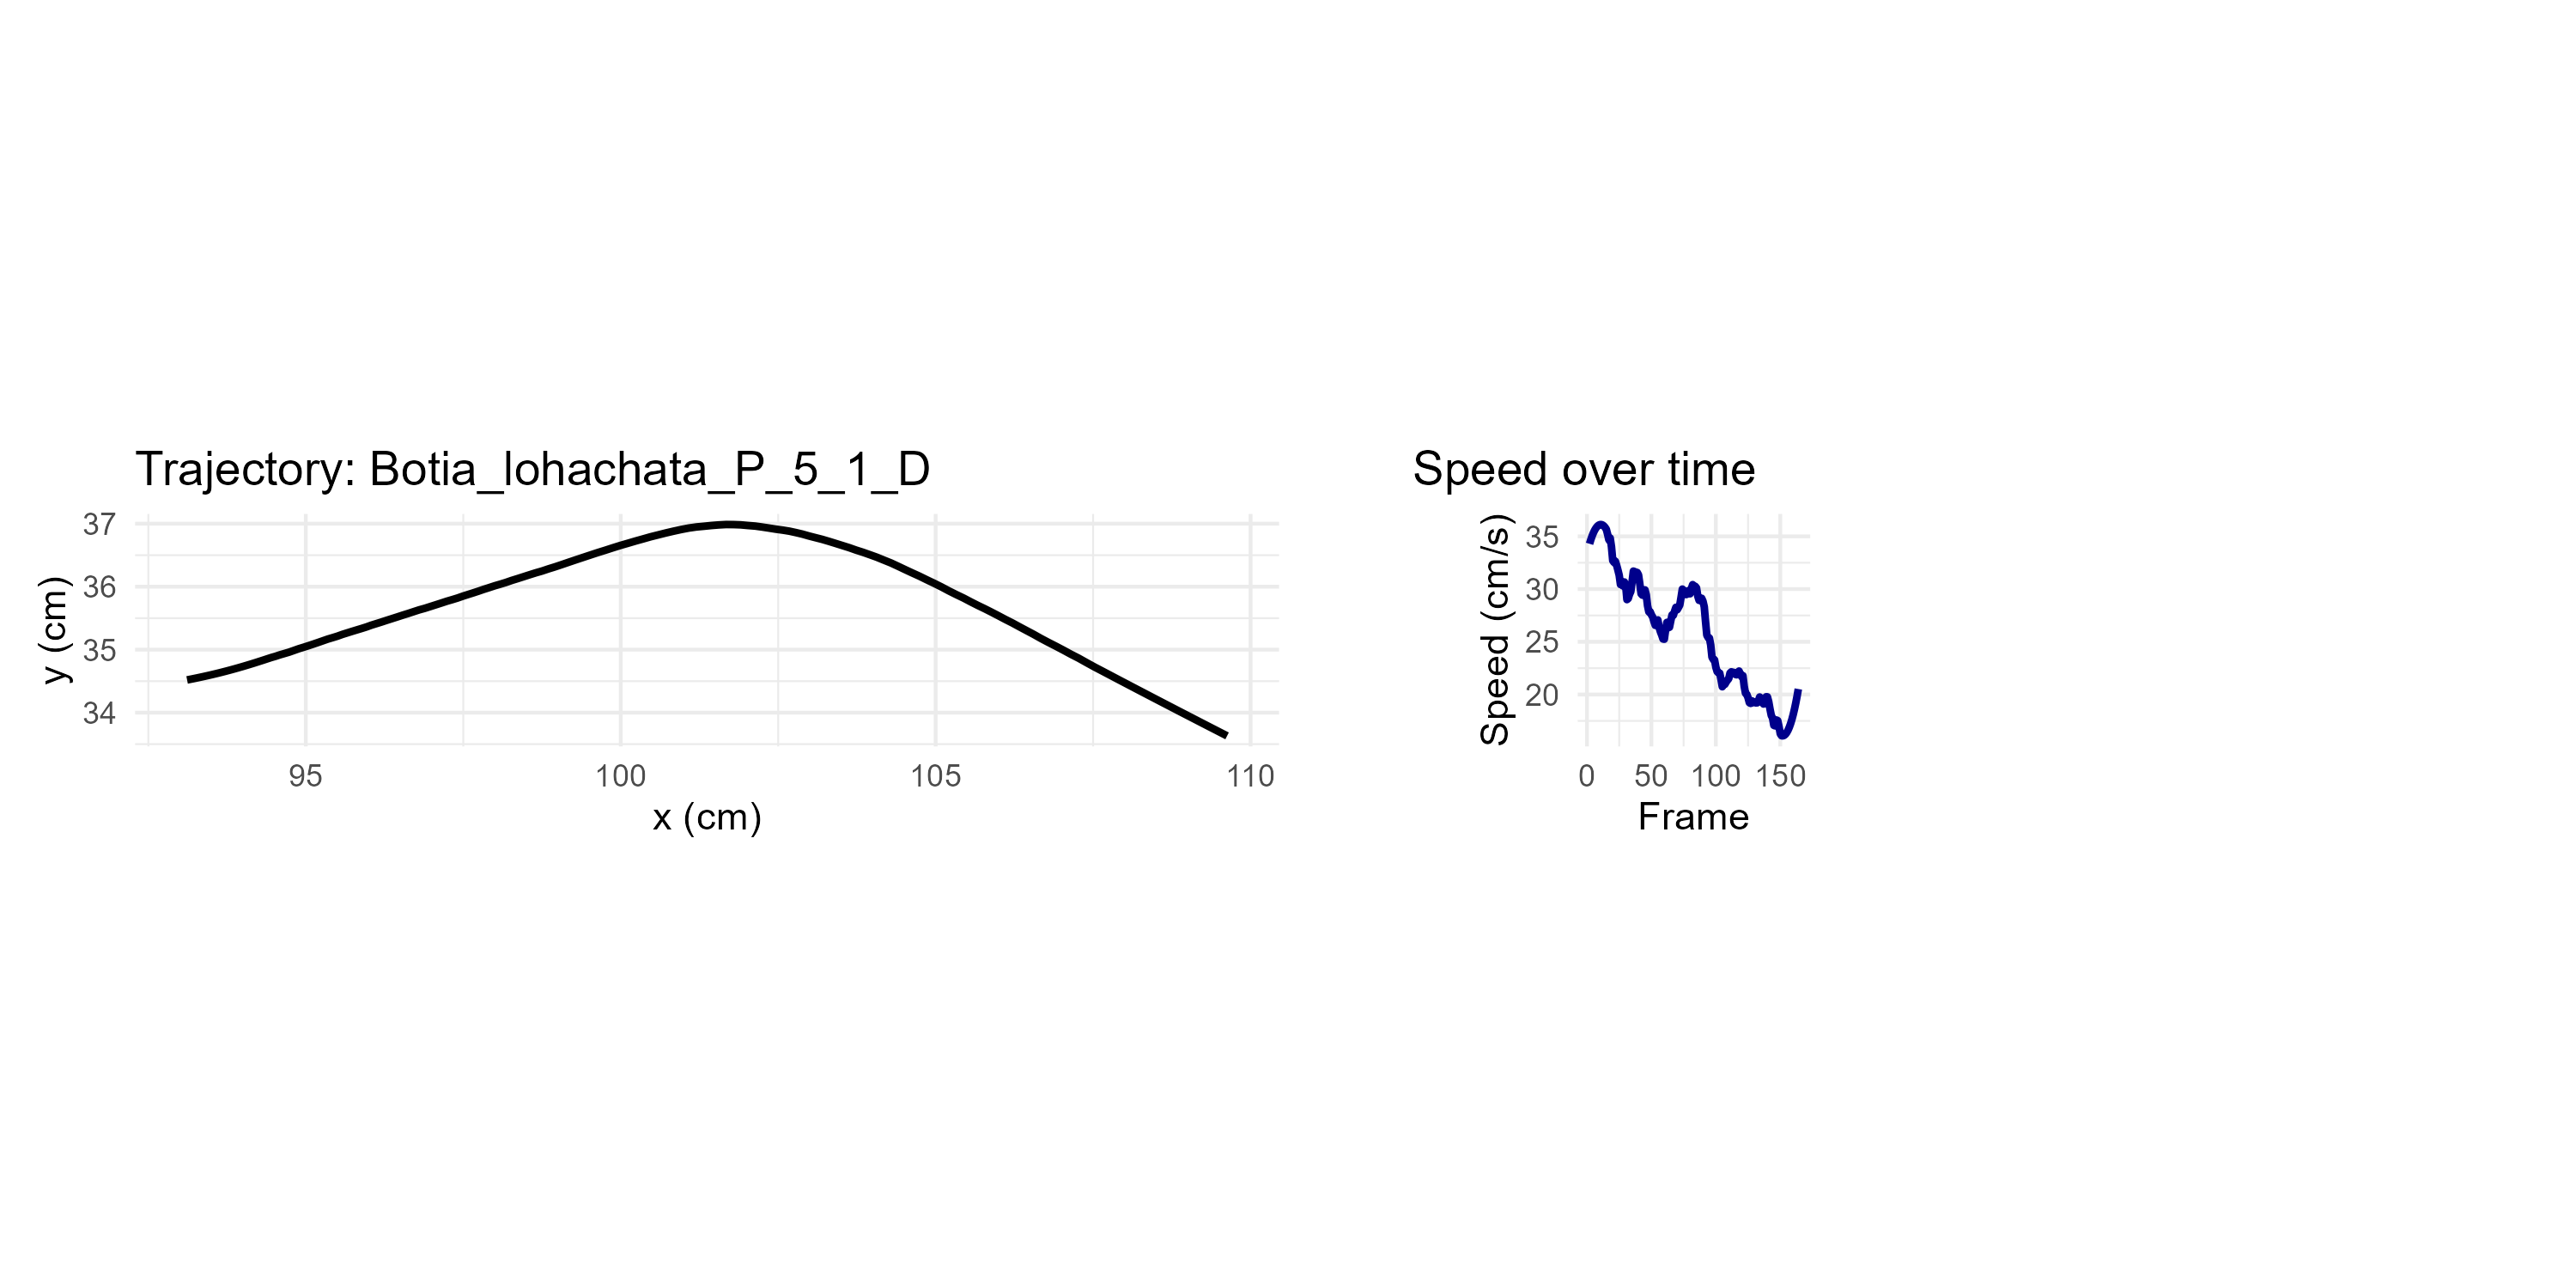 Trajectory: Botia_lohachata_P_5_1_D
37
36
35
34
y (cm)
95 100 105 110
x (cm)
Speed over time
35
30
25
20
Speed (cm/s)
0 50 100 150
Frame